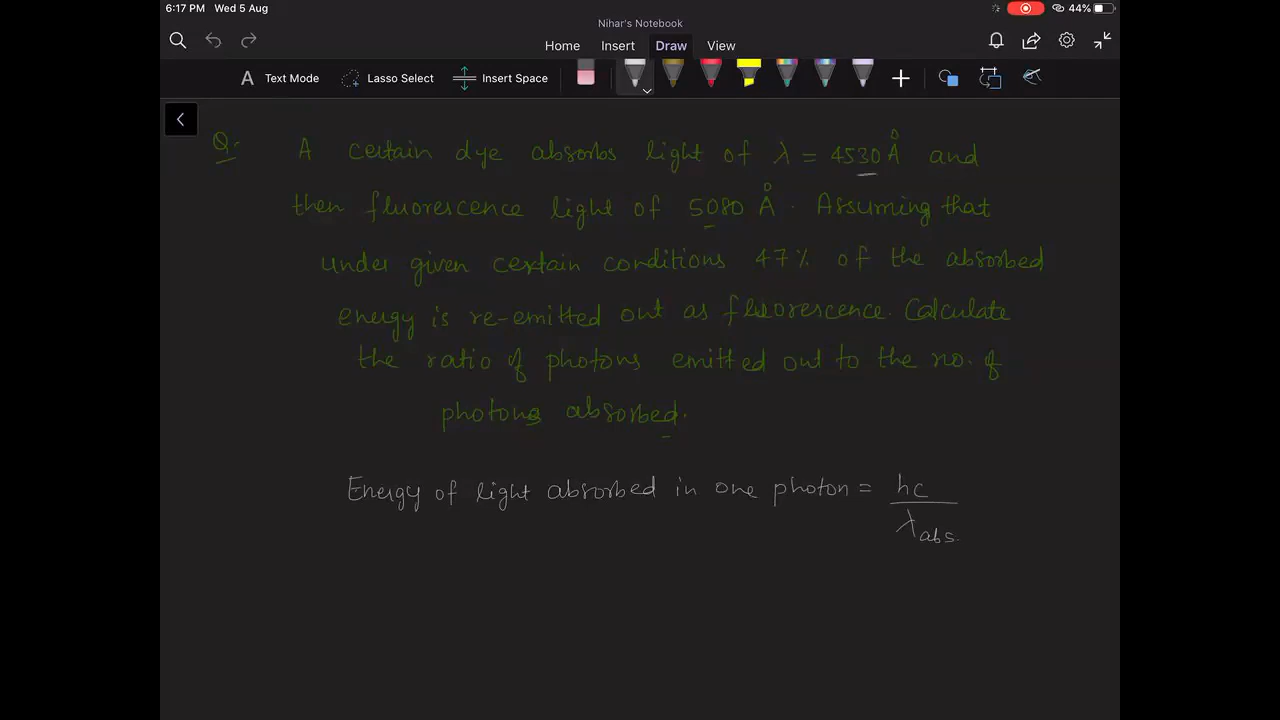 6:17 PM Wed 5 Aug
44%
Nihar's Notebook
Home Insert Draw View
A Text Mode Lasso Select Insert Space
Q:- A certain dye absorbs light of λ = 4530 Å and
then fluorescence light of 5080 Å. Assuming that
under given certain conditions 47% of the absorbed
energy is re-emitted out as fluorescence. Calculate
the ratio of photons emitted out to the no. of
photons absorbed.
Energy of light absorbed in one photon = hc
λabs.